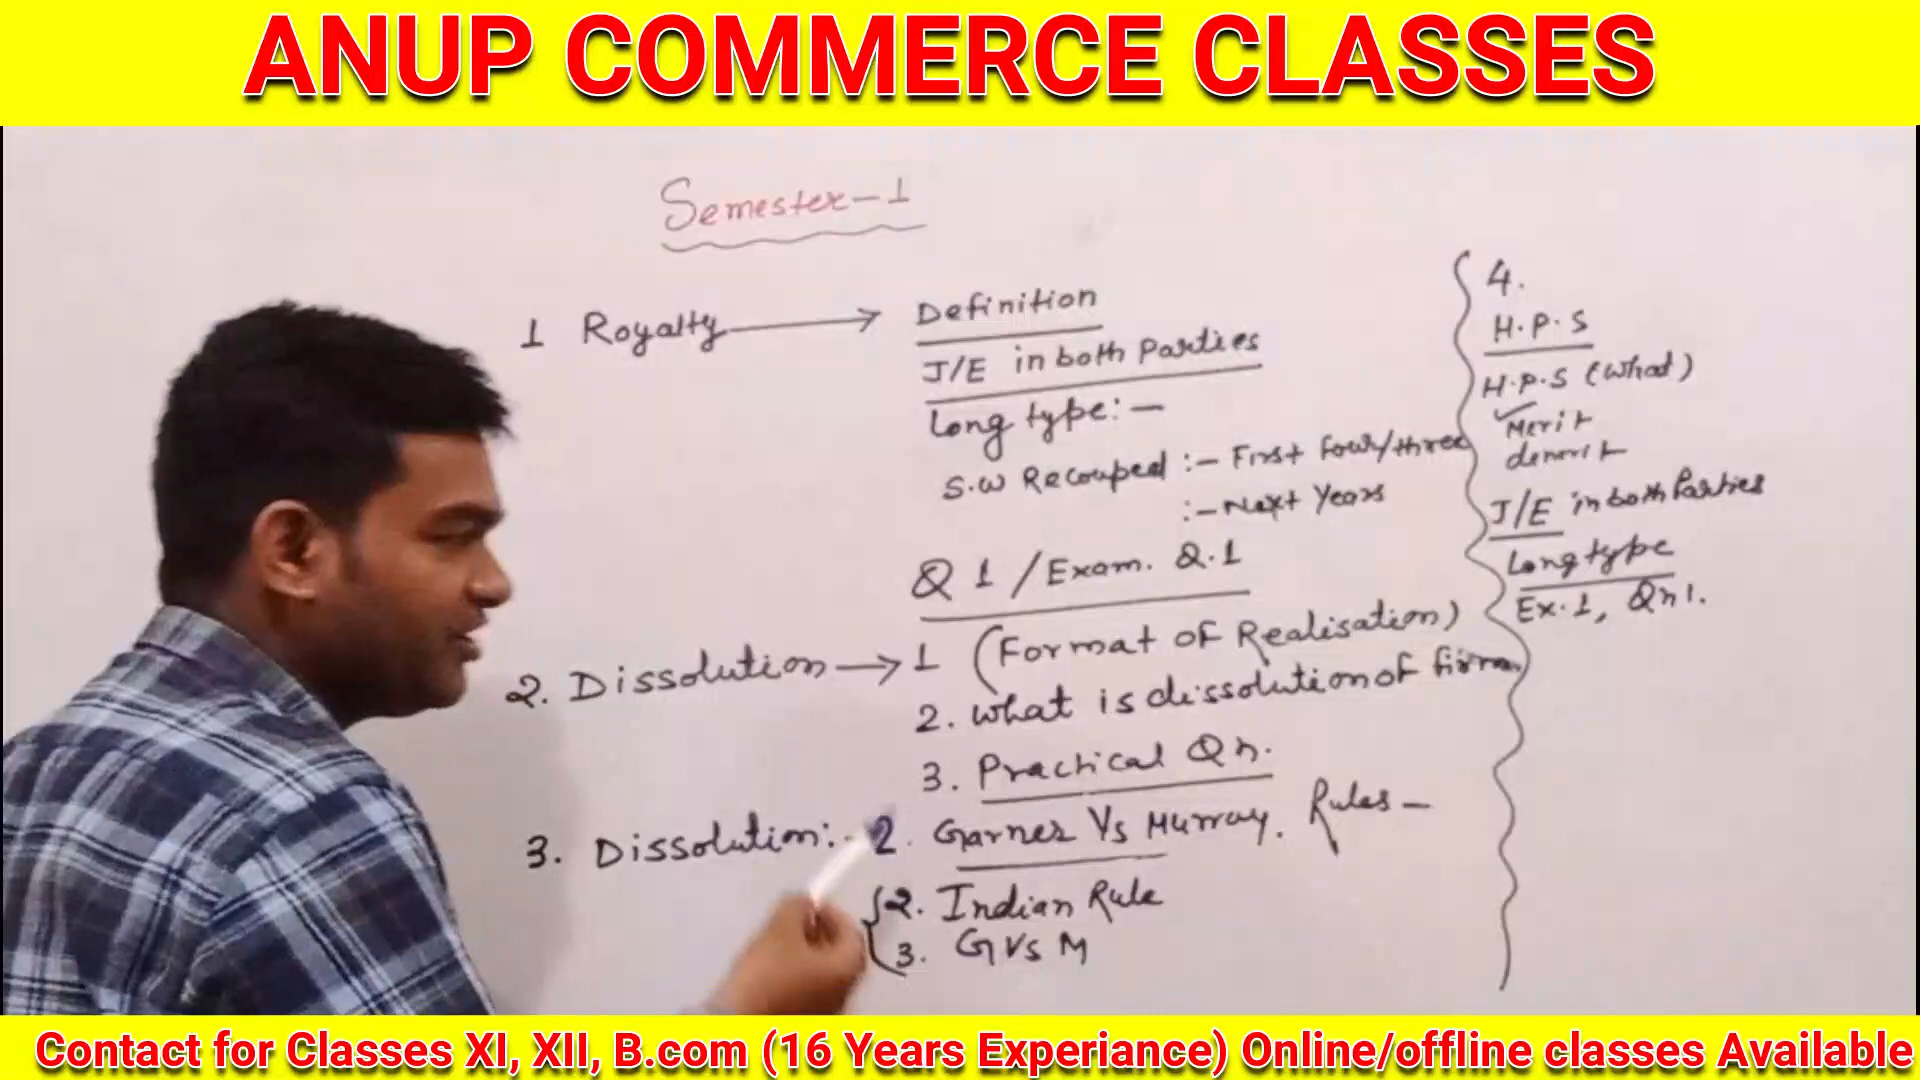 ANUP COMMERCE CLASSES
Semester-1
1 Royalty → Definition
J/E in both Parties
Long type:-
S.W Recouped :- First four/three
:- Next Years
Q 1 / Exam. Q.1
2. Dissolution → 1 (Format of Realisation)
2. What is dissolution of firm
3. Practical Qn.
3. Dissolution:- 2. Garner Vs Murray. Rules -
2. Indian Rule
3. G Vs M
4.
H.P.S
H.P.S (What)
Merit
demerit
J/E in both Parties
Long type
Ex.1, Qn 1.
Contact for Classes XI, XII, B.com (16 Years Experiance) Online/offline classes Available